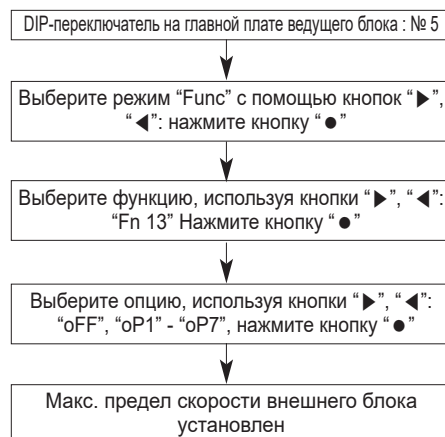 DIP-переключатель на главной плате ведущего блока : № 5
Выберите режим “Func” с помощью кнопок “▶”,
“◀”: нажмите кнопку “ ● ”
Выберите функцию, используя кнопки “▶”, “◀”:
“Fn 13” Нажмите кнопку “ ● ”
Выберите опцию, используя кнопки “▶”, “◀”:
“oFF”, “oP1” - “oP7”, нажмите кнопку “ ● ”
Макс. предел скорости внешнего блока
установлен